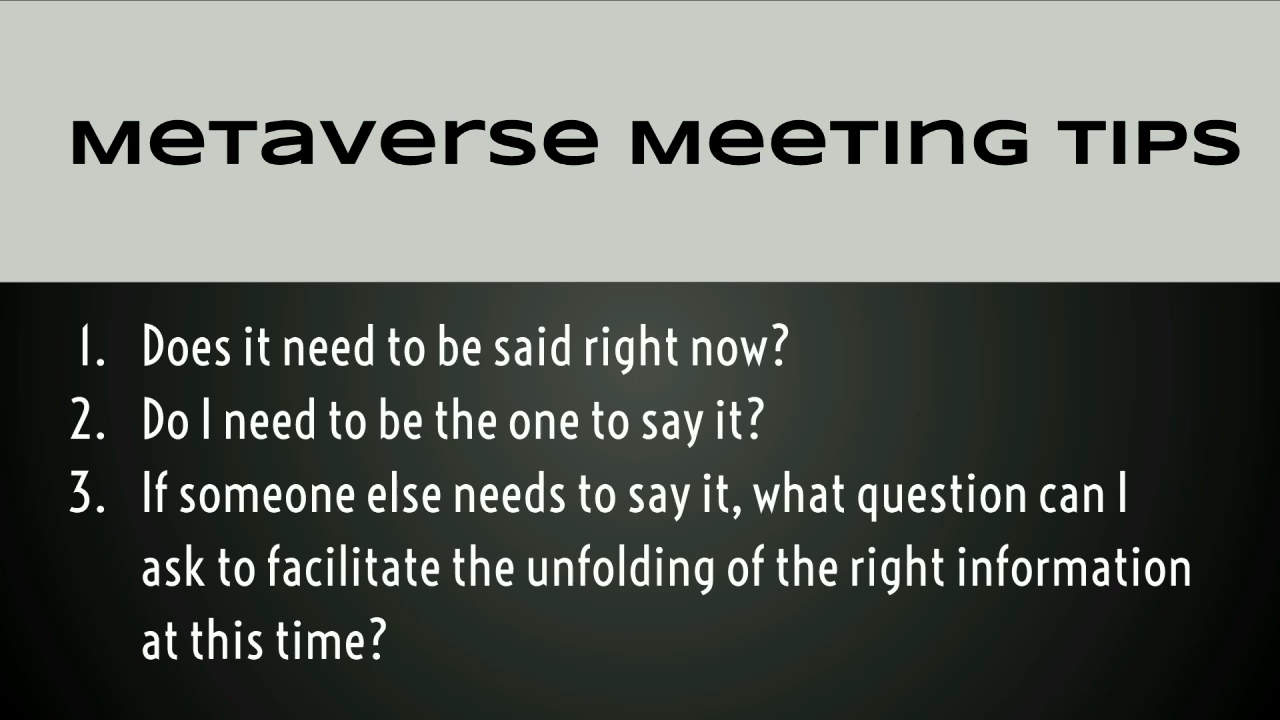 Metaverse Meeting Tips
1. Does it need to be said right now?
2. Do I need to be the one to say it?
3. If someone else needs to say it, what question can I
ask to facilitate the unfolding of the right information
at this time?